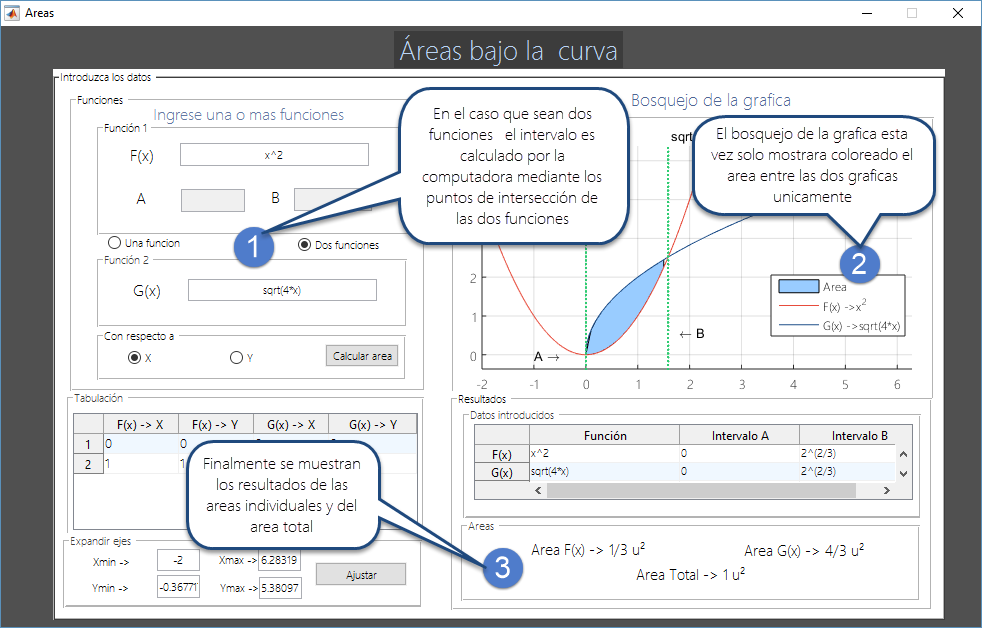 Areas
Áreas bajo la curva
Introduzca los datos
Funciones
Ingrese una o mas funciones
Función 1
F(x)
x^2
A
B
Una funcion
Dos funciones
Función 2
G(x)
sqrt(4*x)
Con respecto a
X
Y
Calcular area
En el caso que sean dos
funciones el intervalo es
calculado por la
computadora mediante los
puntos de intersección de
las dos funciones
1
Bosquejo de la grafica
sqrt
El bosquejo de la grafica esta
vez solo mostrara coloreado el
area entre las dos graficas
unicamente
2
Area
F(x) ->x²
G(x) ->sqrt(4*x)
2
1
0
A →
← B
-2 -1 0 1 2 3 4 5 6
Tabulación
F(x) -> X F(x) -> Y G(x) -> X G(x) -> Y
1 0 0
2 1 1
Finalmente se muestran
los resultados de las
areas individuales y del
area total
3
Expandir ejes
Xmin -> -2 Xmax -> 6.28319
Ymin -> -0.36771 Ymax -> 5.38097
Ajustar
Resultados
Datos introducidos
Función Intervalo A Intervalo B
F(x) x^2 0 2^(2/3)
G(x) sqrt(4*x) 0 2^(2/3)
Areas
Area F(x) -> 1/3 u² Area G(x) -> 4/3 u²
Area Total -> 1 u²